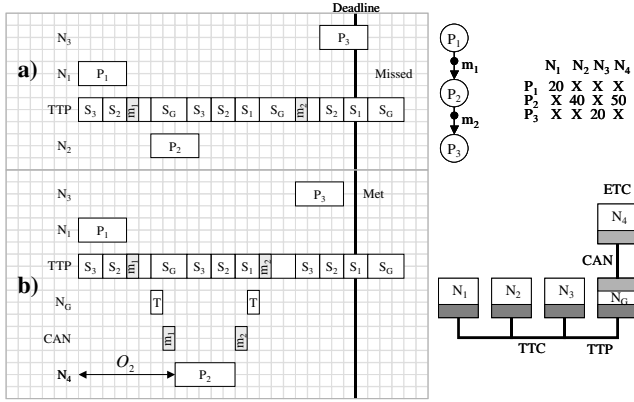 Deadline
N3 P3
a) N1 P1 Missed
TTP S3 S2 m1 SG S3 S2 S1 SG m2 S2 S1 SG
N2 P2
N3 P3
N1 P1 Met
TTP S3 S2 m1 SG S3 S2 S1 m2 S3 S2 S1 SG
b) NG T T
CAN m1 m2
N4 O2 P2
P1
m1
P2
m2
P3
N1 N2 N3 N4
P1 20 X X X
P2 X 40 X 50
P3 X X 20 X
ETC
N4
CAN
N1 N2 N3 NG
TTC TTP